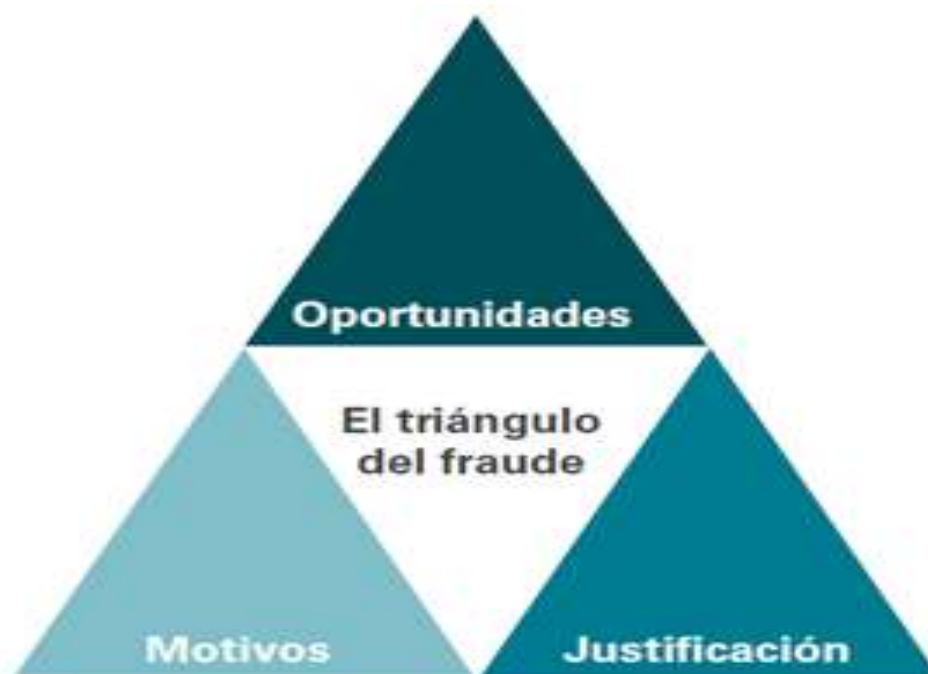 Oportunidades
El triángulo
del fraude
Motivos
Justificación